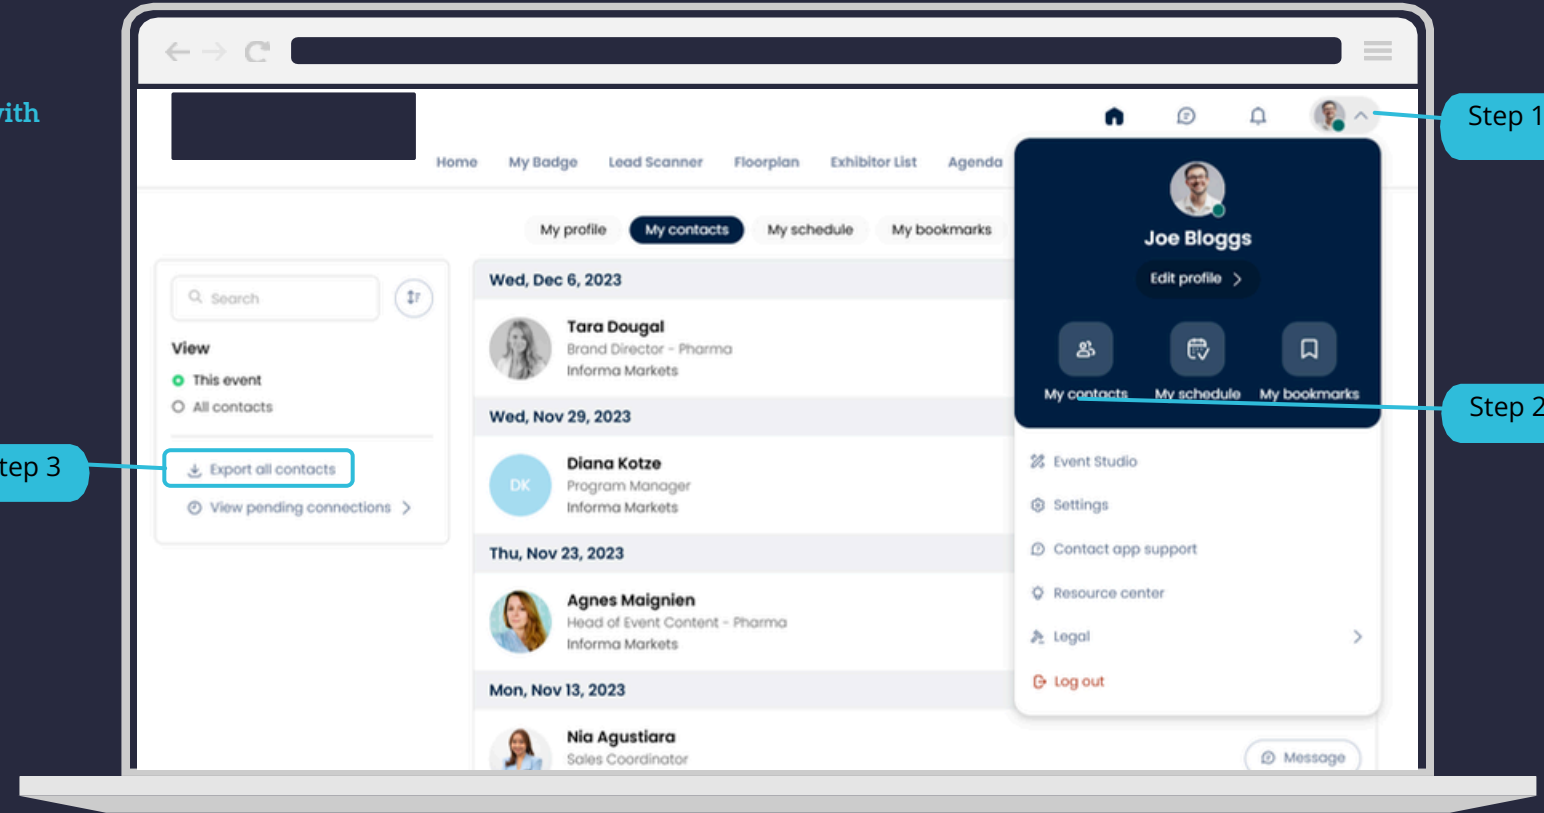 with
Step 1
Home My Badge Lead Scanner Floorplan Exhibitor List Agenda
My profile My contacts My schedule My bookmarks
Search
View
This event
All contacts
Export all contacts
View pending connections
tep 3
Wed, Dec 6, 2023
Tara Dougal
Brand Director - Pharma
Informa Markets
Wed, Nov 29, 2023
DK
Diana Kotze
Program Manager
Informa Markets
Thu, Nov 23, 2023
Agnes Maignien
Head of Event Content - Pharma
Informa Markets
Mon, Nov 13, 2023
Nia Agustiara
Sales Coordinator
Message
Joe Bloggs
Edit profile
My contacts My schedule My bookmarks
Step 2
Event Studio
Settings
Contact app support
Resource center
Legal
Log out